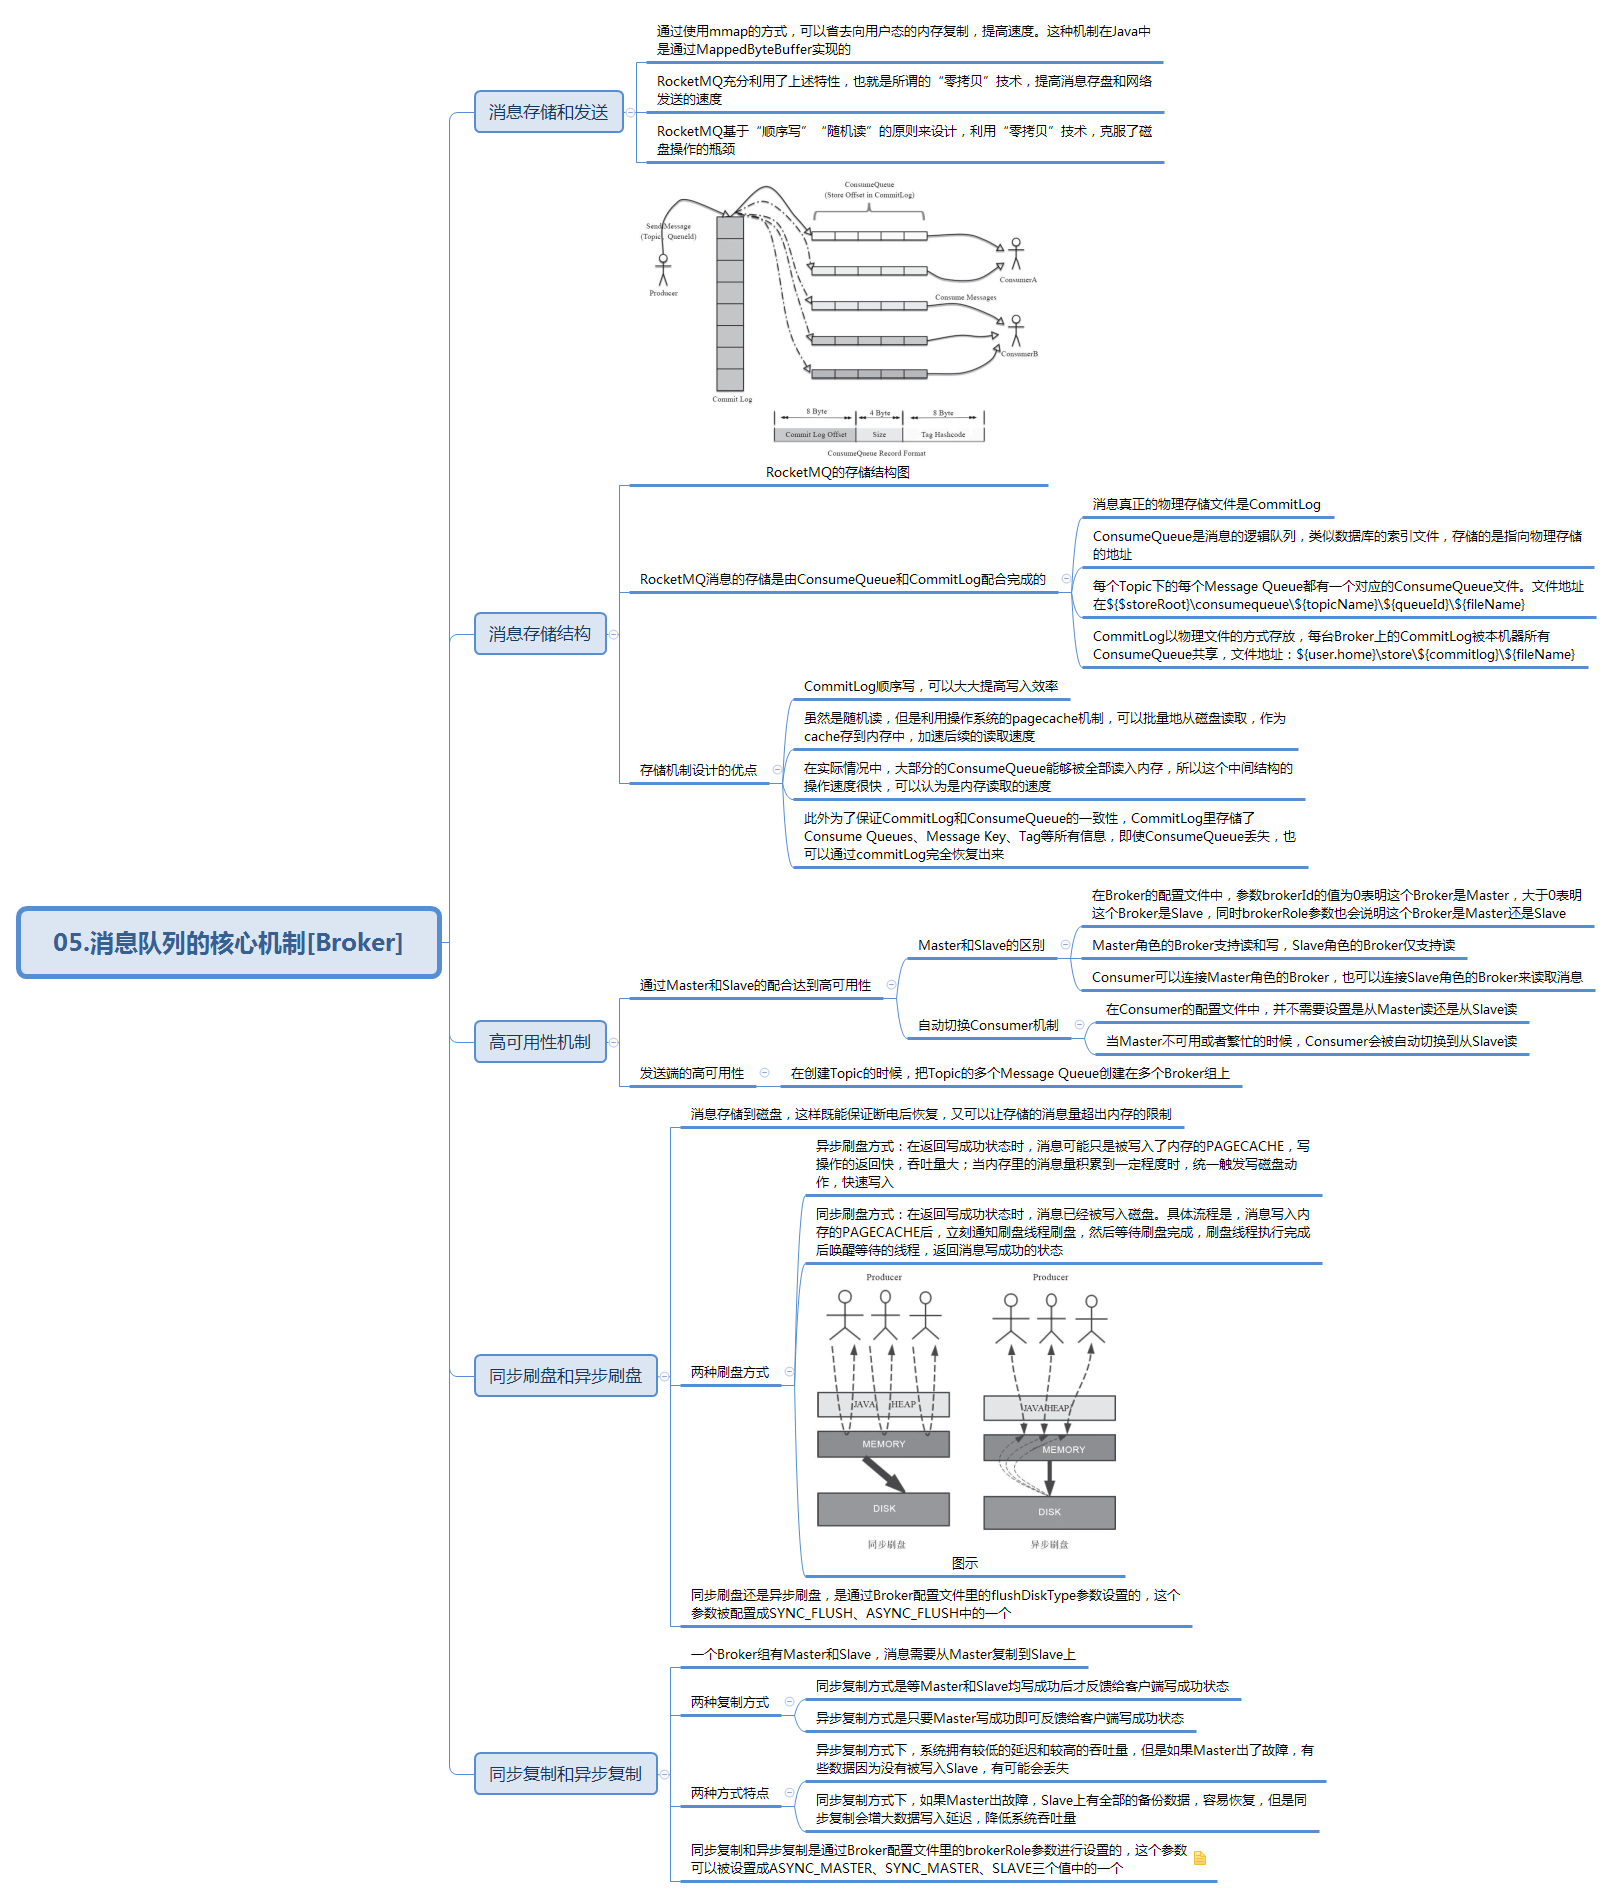 05.消息队列的核心机制[Broker]
消息存储和发送
通过使用mmap的方式，可以省去向用户态的内存复制，提高速度。这种机制在Java中
是通过MappedByteBuffer实现的
RocketMQ充分利用了上述特性，也就是所谓的“零拷贝”技术，提高消息存盘和网络
发送的速度
RocketMQ基于“顺序写”“随机读”的原则来设计，利用“零拷贝”技术，克服了磁
盘操作的瓶颈
消息存储结构
ConsumeQueue
(Store Offset in CommitLog)
Send Message
(Topic、QueueId)
Producer
ConsumerA
Consume Messages
ConsumerB
Commit Log
8 Byte
4 Byte
8 Byte
Commit Log Offset
Size
Tag Hashcode
ConsumeQueue Record Format
RocketMQ的存储结构图
RocketMQ消息的存储是由ConsumeQueue和CommitLog配合完成的
消息真正的物理存储文件是CommitLog
ConsumeQueue是消息的逻辑队列，类似数据库的索引文件，存储的是指向物理存储
的地址
每个Topic下的每个Message Queue都有一个对应的ConsumeQueue文件。文件地址
在${$storeRoot}\consumequeue\${topicName}\${queueId}\${fileName}
CommitLog以物理文件的方式存放，每台Broker上的CommitLog被本机器所有
ConsumeQueue共享，文件地址：${user.home}\store\${commitlog}\${fileName}
存储机制设计的优点
CommitLog顺序写，可以大大提高写入效率
虽然是随机读，但是利用操作系统的pagecache机制，可以批量地从磁盘读取，作为
cache存到内存中，加速后续的读取速度
在实际情况中，大部分的ConsumeQueue能够被全部读入内存，所以这个中间结构的
操作速度很快，可以认为是内存读取的速度
此外为了保证CommitLog和ConsumeQueue的一致性，CommitLog里存储了
Consume Queues、Message Key、Tag等所有信息，即使ConsumeQueue丢失，也
可以通过commitLog完全恢复出来
高可用性机制
通过Master和Slave的配合达到高可用性
Master和Slave的区别
在Broker的配置文件中，参数brokerId的值为0表明这个Broker是Master，大于0表明
这个Broker是Slave，同时brokerRole参数也会说明这个Broker是Master还是Slave
Master角色的Broker支持读和写，Slave角色的Broker仅支持读
Consumer可以连接Master角色的Broker，也可以连接Slave角色的Broker来读取消息
自动切换Consumer机制
在Consumer的配置文件中，并不需要设置是从Master读还是从Slave读
当Master不可用或者繁忙的时候，Consumer会被自动切换到从Slave读
发送端的高可用性
在创建Topic的时候，把Topic的多个Message Queue创建在多个Broker组上
同步刷盘和异步刷盘
消息存储到磁盘，这样既能保证断电后恢复，又可以让存储的消息量超出内存的限制
两种刷盘方式
异步刷盘方式：在返回写成功状态时，消息可能只是被写入了内存的PAGECACHE，写
操作的返回快，吞吐量大；当内存里的消息量积累到一定程度时，统一触发写磁盘动
作，快速写入
同步刷盘方式：在返回写成功状态时，消息已经被写入磁盘。具体流程是，消息写入内
存的PAGECACHE后，立刻通知刷盘线程刷盘，然后等待刷盘完成，刷盘线程执行完成
后唤醒等待的线程，返回消息写成功的状态
Producer
Producer
JAVA HEAP
JAVA HEAP
MEMORY
MEMORY
DISK
DISK
同步刷盘
异步刷盘
图示
同步刷盘还是异步刷盘，是通过Broker配置文件里的flushDiskType参数设置的，这个
参数被配置成SYNC_FLUSH、ASYNC_FLUSH中的一个
同步复制和异步复制
一个Broker组有Master和Slave，消息需要从Master复制到Slave上
两种复制方式
同步复制方式是等Master和Slave均写成功后才反馈给客户端写成功状态
异步复制方式是只要Master写成功即可反馈给客户端写成功状态
两种方式特点
异步复制方式下，系统拥有较低的延迟和较高的吞吐量，但是如果Master出了故障，有
些数据因为没有被写入Slave，有可能会丢失
同步复制方式下，如果Master出故障，Slave上有全部的备份数据，容易恢复，但是同
步复制会增大数据写入延迟，降低系统吞吐量
同步复制和异步复制是通过Broker配置文件里的brokerRole参数进行设置的，这个参数
可以被设置成ASYNC_MASTER、SYNC_MASTER、SLAVE三个值中的一个